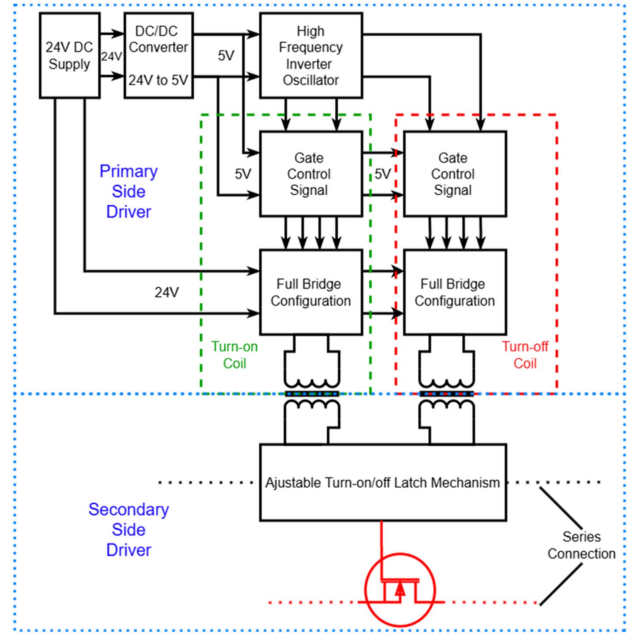 24V DC
Supply
24V
DC/DC
Converter
24V to 5V
5V
High
Frequency
Inverter
Oscillator
Primary
Side
Driver
5V
Gate
Control
Signal
5V
Gate
Control
Signal
24V
Full Bridge
Configuration
Full Bridge
Configuration
Turn-on
Coil
Turn-off
Coil
Ajustable Turn-on/off Latch Mechanism
Secondary
Side
Driver
Series
Connection